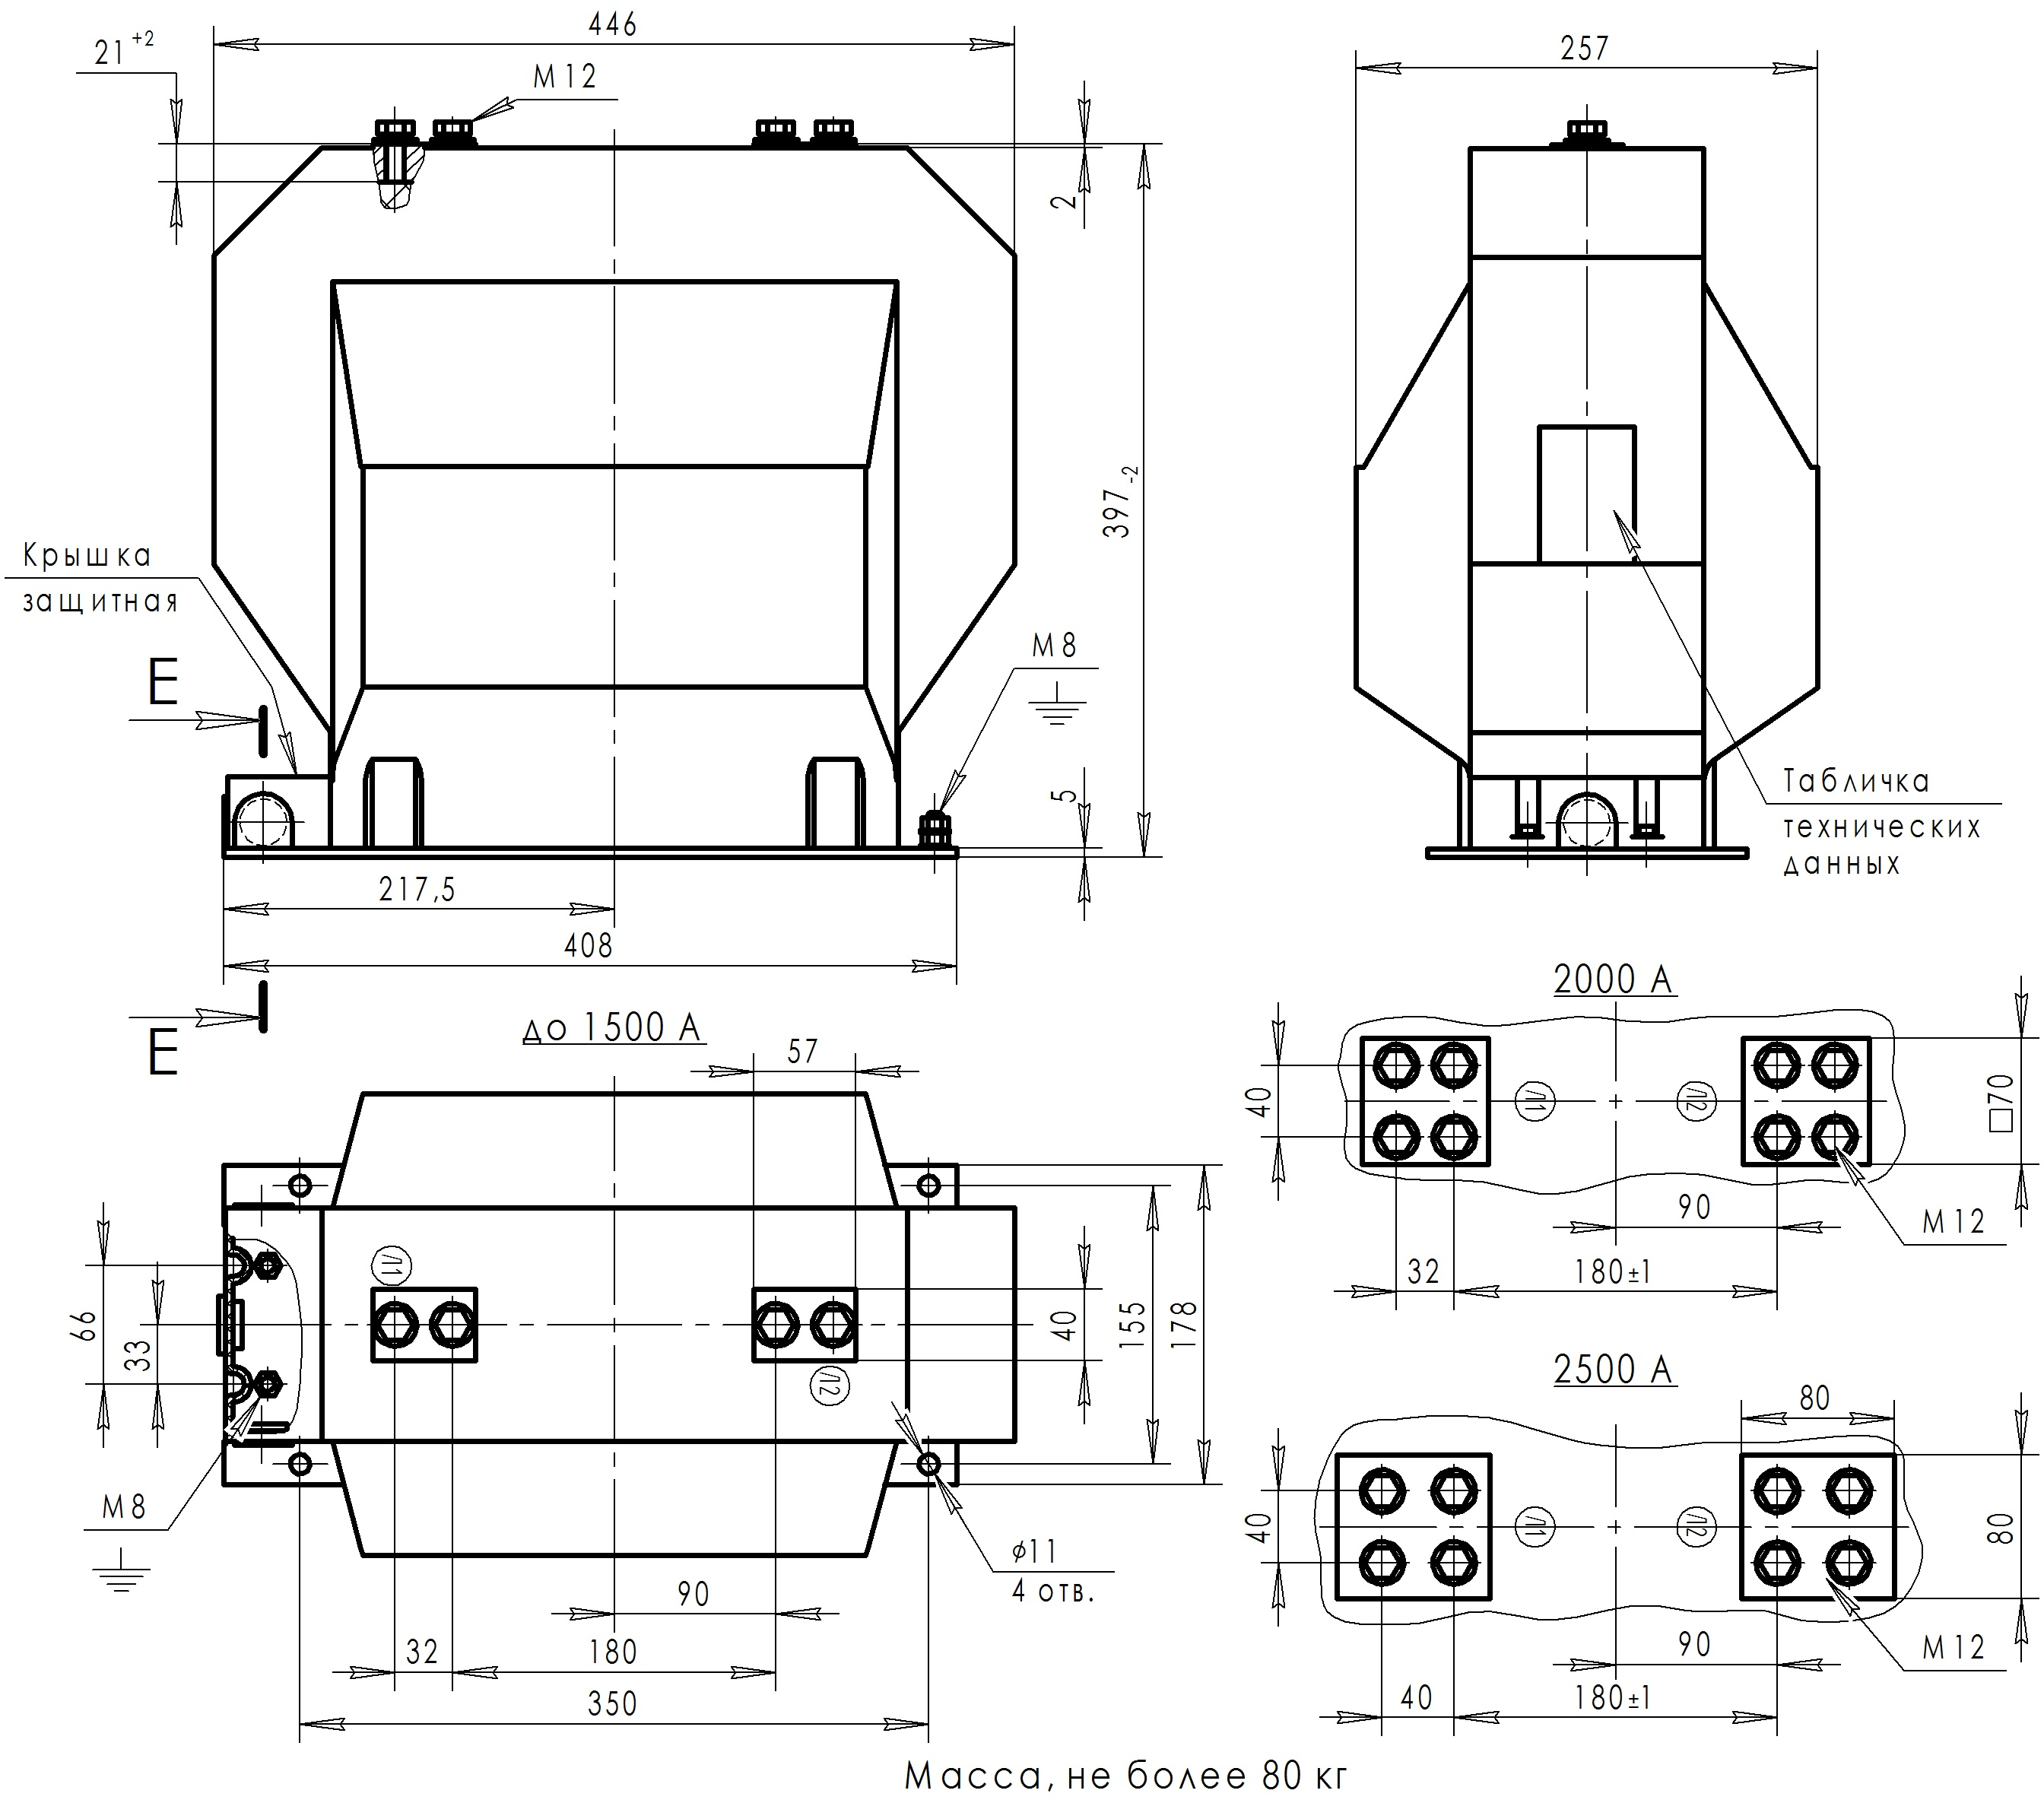 446
257
21 +2
М12
2
397 -2
Крышка
защитная
М8
Е
5
Табличка
технических
данных
217,5
408
Е
до 1500 А
57
2000 А
40
Л1
Л2
□70
90
М12
32
180±1
Л1
66
33
40
155
178
Л2
М8
2500 А
80
40
Л1
Л2
80
90
М12
40
180±1
ϕ11
4 отв.
90
32
180
350
Масса, не более 80 кг